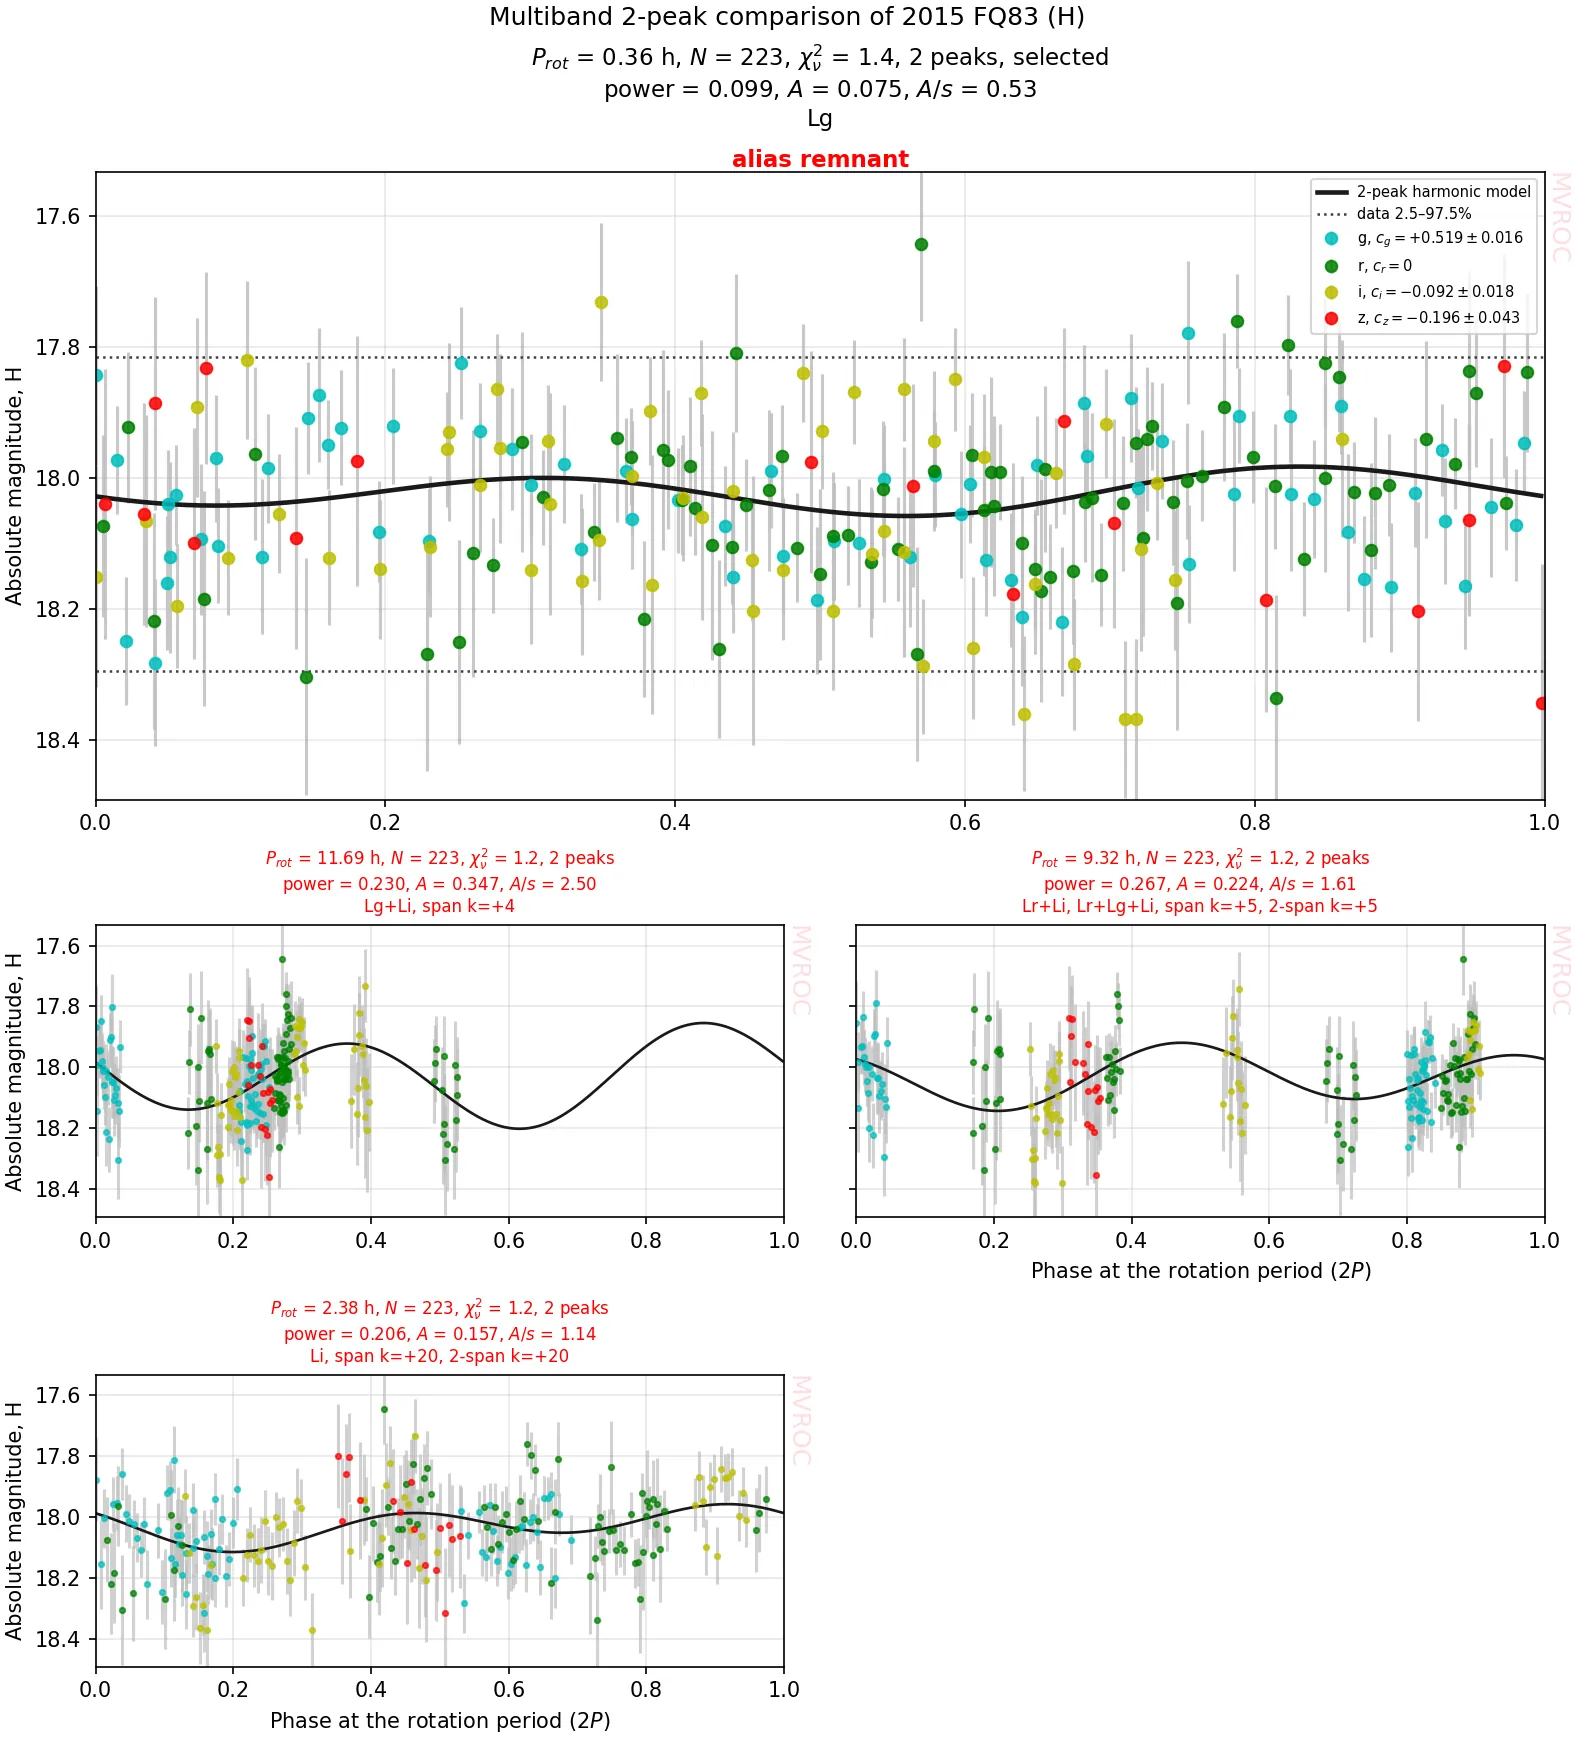 Multiband 2-peak comparison of 2015 FQ83 (H)
P_rot = 0.36 h, N = 223, χ²_ν = 1.4, 2 peaks, selected
power = 0.099, A = 0.075, A/s = 0.53
Lg
alias remnant
2-peak harmonic model
data 2.5–97.5%
g, c_g = +0.519 ± 0.016
r, c_r = 0
i, c_i = −0.092 ± 0.018
z, c_z = −0.196 ± 0.043
MVROC
Absolute magnitude, H
17.6
17.8
18.0
18.2
18.4
0.0 0.2 0.4 0.6 0.8 1.0
P_rot = 11.69 h, N = 223, χ²_ν = 1.2, 2 peaks
power = 0.230, A = 0.347, A/s = 2.50
Lg+Li, span k=+4
MVROC
Absolute magnitude, H
17.6
17.8
18.0
18.2
18.4
0.0 0.2 0.4 0.6 0.8 1.0
P_rot = 9.32 h, N = 223, χ²_ν = 1.2, 2 peaks
power = 0.267, A = 0.224, A/s = 1.61
Lr+Li, Lr+Lg+Li, span k=+5, 2-span k=+5
MVROC
0.0 0.2 0.4 0.6 0.8 1.0
Phase at the rotation period (2P)
P_rot = 2.38 h, N = 223, χ²_ν = 1.2, 2 peaks
power = 0.206, A = 0.157, A/s = 1.14
Li, span k=+20, 2-span k=+20
MVROC
Absolute magnitude, H
17.6
17.8
18.0
18.2
18.4
0.0 0.2 0.4 0.6 0.8 1.0
Phase at the rotation period (2P)